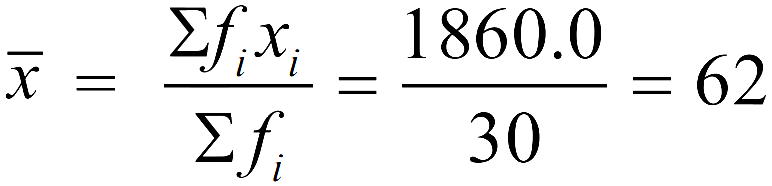 x̄ = Σfᵢxᵢ / Σfᵢ = 1860.0 / 30 = 62